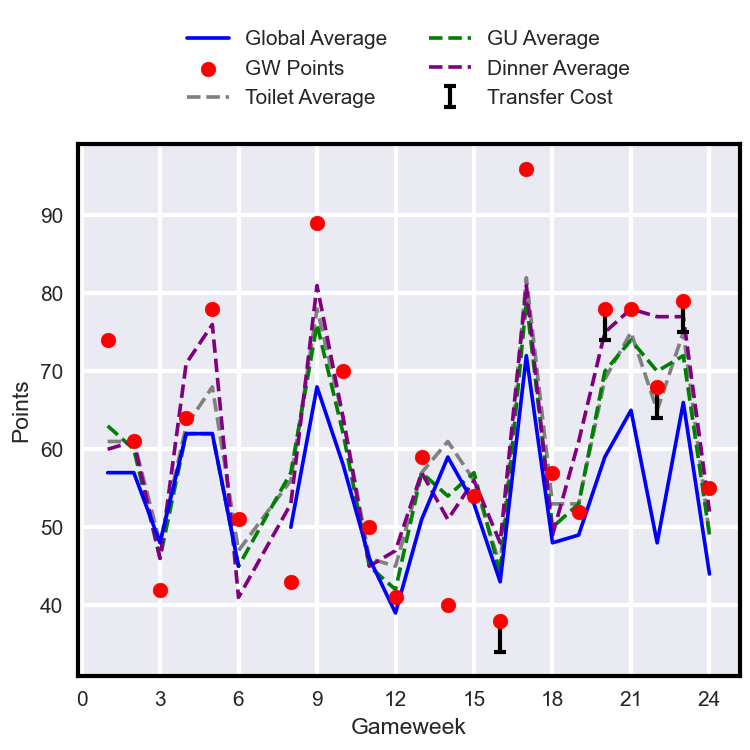 Global Average
GW Points
Toilet Average
GU Average
Dinner Average
Transfer Cost
90
80
70
60
50
40
Points
0 3 6 9 12 15 18 21 24
Gameweek